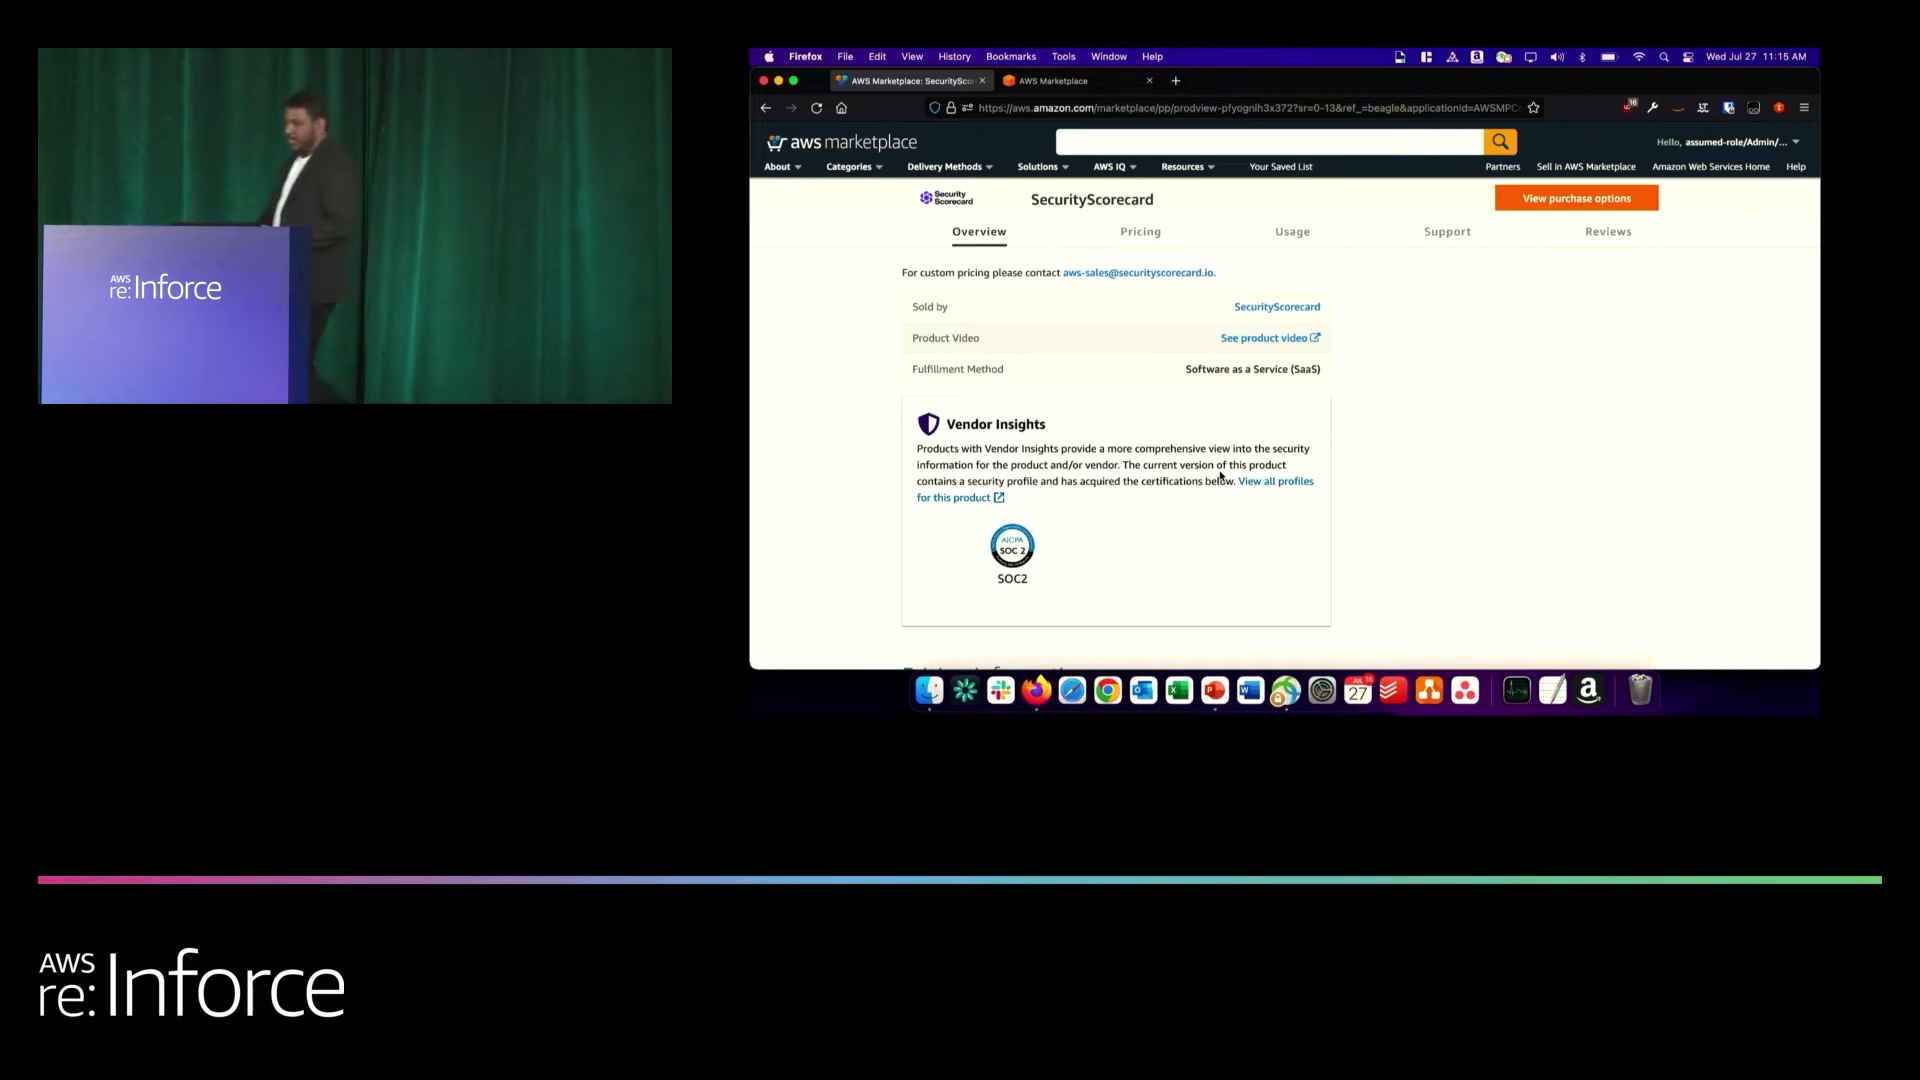 AWS
re:Inforce
Firefox File Edit View History Bookmarks Tools Window Help
Wed Jul 27 11:15 AM
AWS Marketplace: SecuritySco
AWS Marketplace
https://aws.amazon.com/marketplace/pp/prodview-pfyognih3x372?sr=0-13&ref_=beagle&applicationId=AWSMPC
aws marketplace
Hello, assumed-role/Admin/...
About Categories Delivery Methods Solutions AWS IQ Resources Your Saved List Partners Sell in AWS Marketplace Amazon Web Services Home Help
Security
Scorecard
SecurityScorecard
View purchase options
Overview Pricing Usage Support Reviews
For custom pricing please contact aws-sales@securityscorecard.io.
Sold by SecurityScorecard
Product Video See product video
Fulfillment Method Software as a Service (SaaS)
Vendor Insights
Products with Vendor Insights provide a more comprehensive view into the security
information for the product and/or vendor. The current version of this product
contains a security profile and has acquired the certifications below. View all profiles
for this product
AICPA
SOC 2
SOC2
27
AWS
re:Inforce